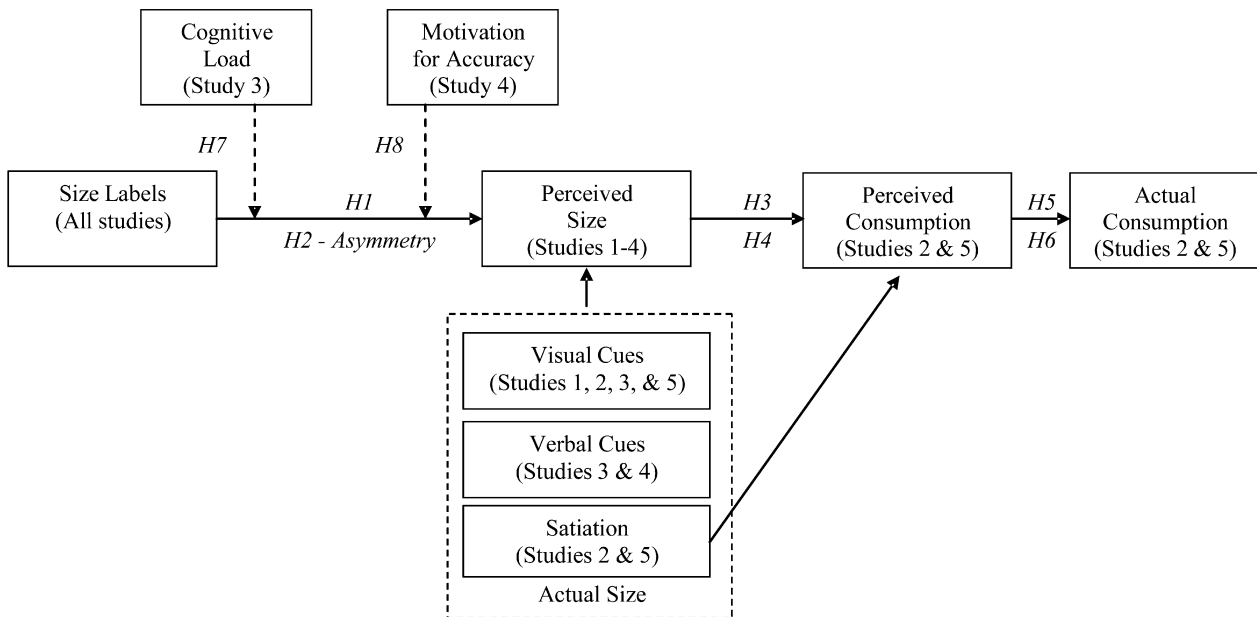 Cognitive
Load
(Study 3)
Motivation
for Accuracy
(Study 4)
H7
H8
Size Labels
(All studies)
H1
H2 - Asymmetry
Perceived
Size
(Studies 1-4)
H3
H4
Perceived
Consumption
(Studies 2 & 5)
H5
H6
Actual
Consumption
(Studies 2 & 5)
Visual Cues
(Studies 1, 2, 3, & 5)
Verbal Cues
(Studies 3 & 4)
Satiation
(Studies 2 & 5)
Actual Size